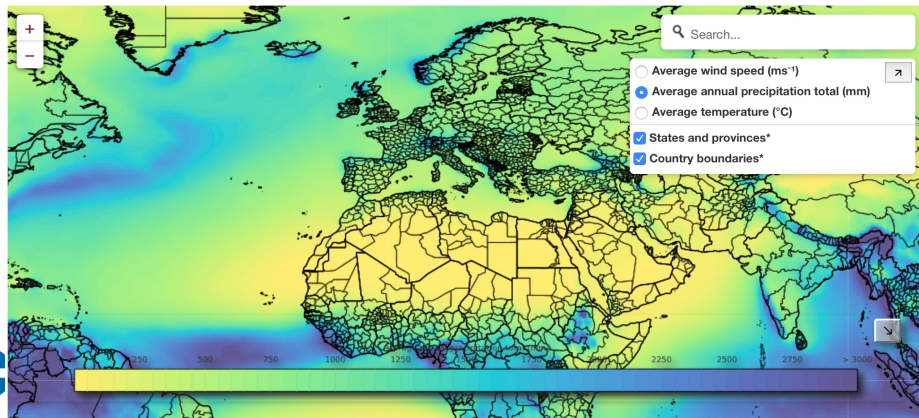 +
−
Search...
Average wind speed (ms⁻¹)
Average annual precipitation total (mm)
Average temperature (°C)
States and provinces*
Country boundaries*
250 500 750 1000 1250 1750 2250 2500 2750 > 3000